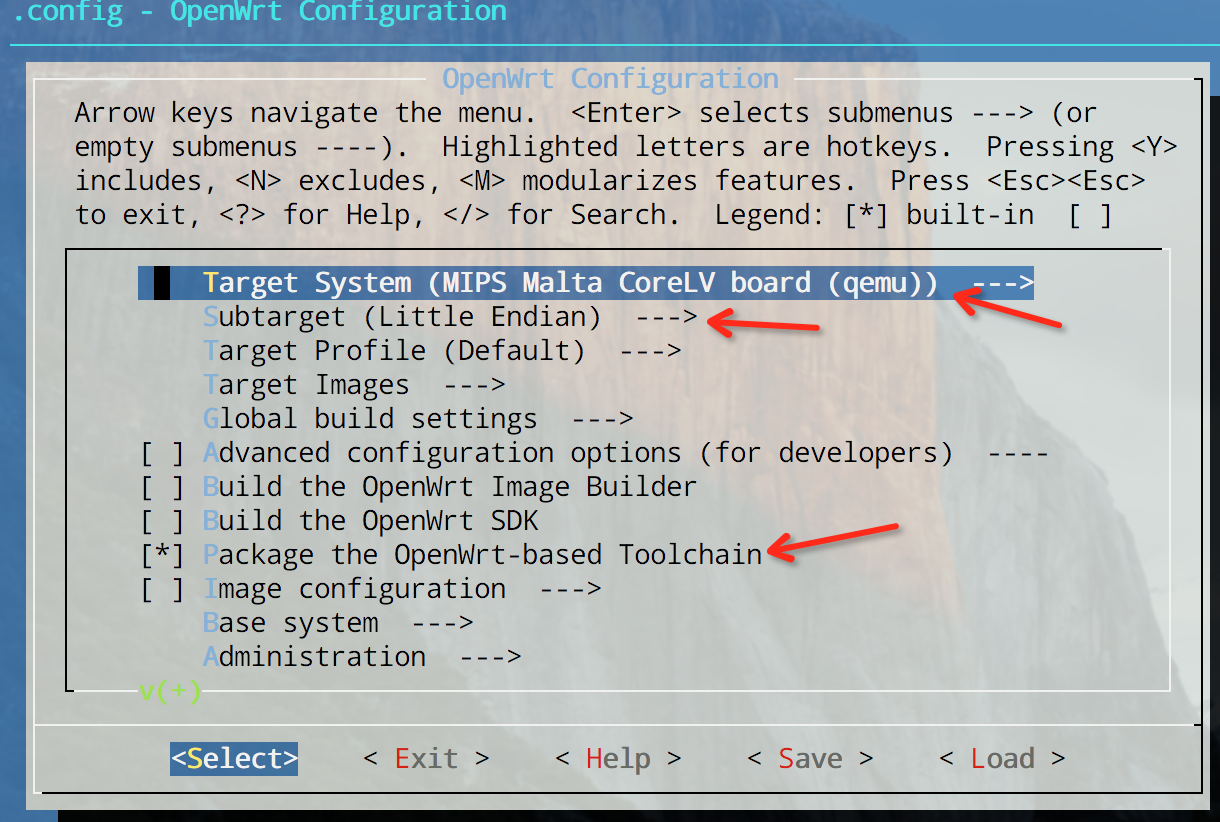 .config - OpenWrt Configuration
OpenWrt Configuration
Arrow keys navigate the menu.  <Enter> selects submenus ---> (or
empty submenus ----).  Highlighted letters are hotkeys.  Pressing <Y>
includes, <N> excludes, <M> modularizes features.  Press <Esc><Esc>
to exit, <?> for Help, </> for Search.  Legend: [*] built-in  [ ]
Target System (MIPS Malta CoreLV board (qemu))  --->
Subtarget (Little Endian)  --->
Target Profile (Default)  --->
Target Images  --->
Global build settings  --->
[ ] Advanced configuration options (for developers)  ----
[ ] Build the OpenWrt Image Builder
[ ] Build the OpenWrt SDK
[*] Package the OpenWrt-based Toolchain
[ ] Image configuration  --->
Base system  --->
Administration  --->
v(+)
<Select>    < Exit >    < Help >    < Save >    < Load >